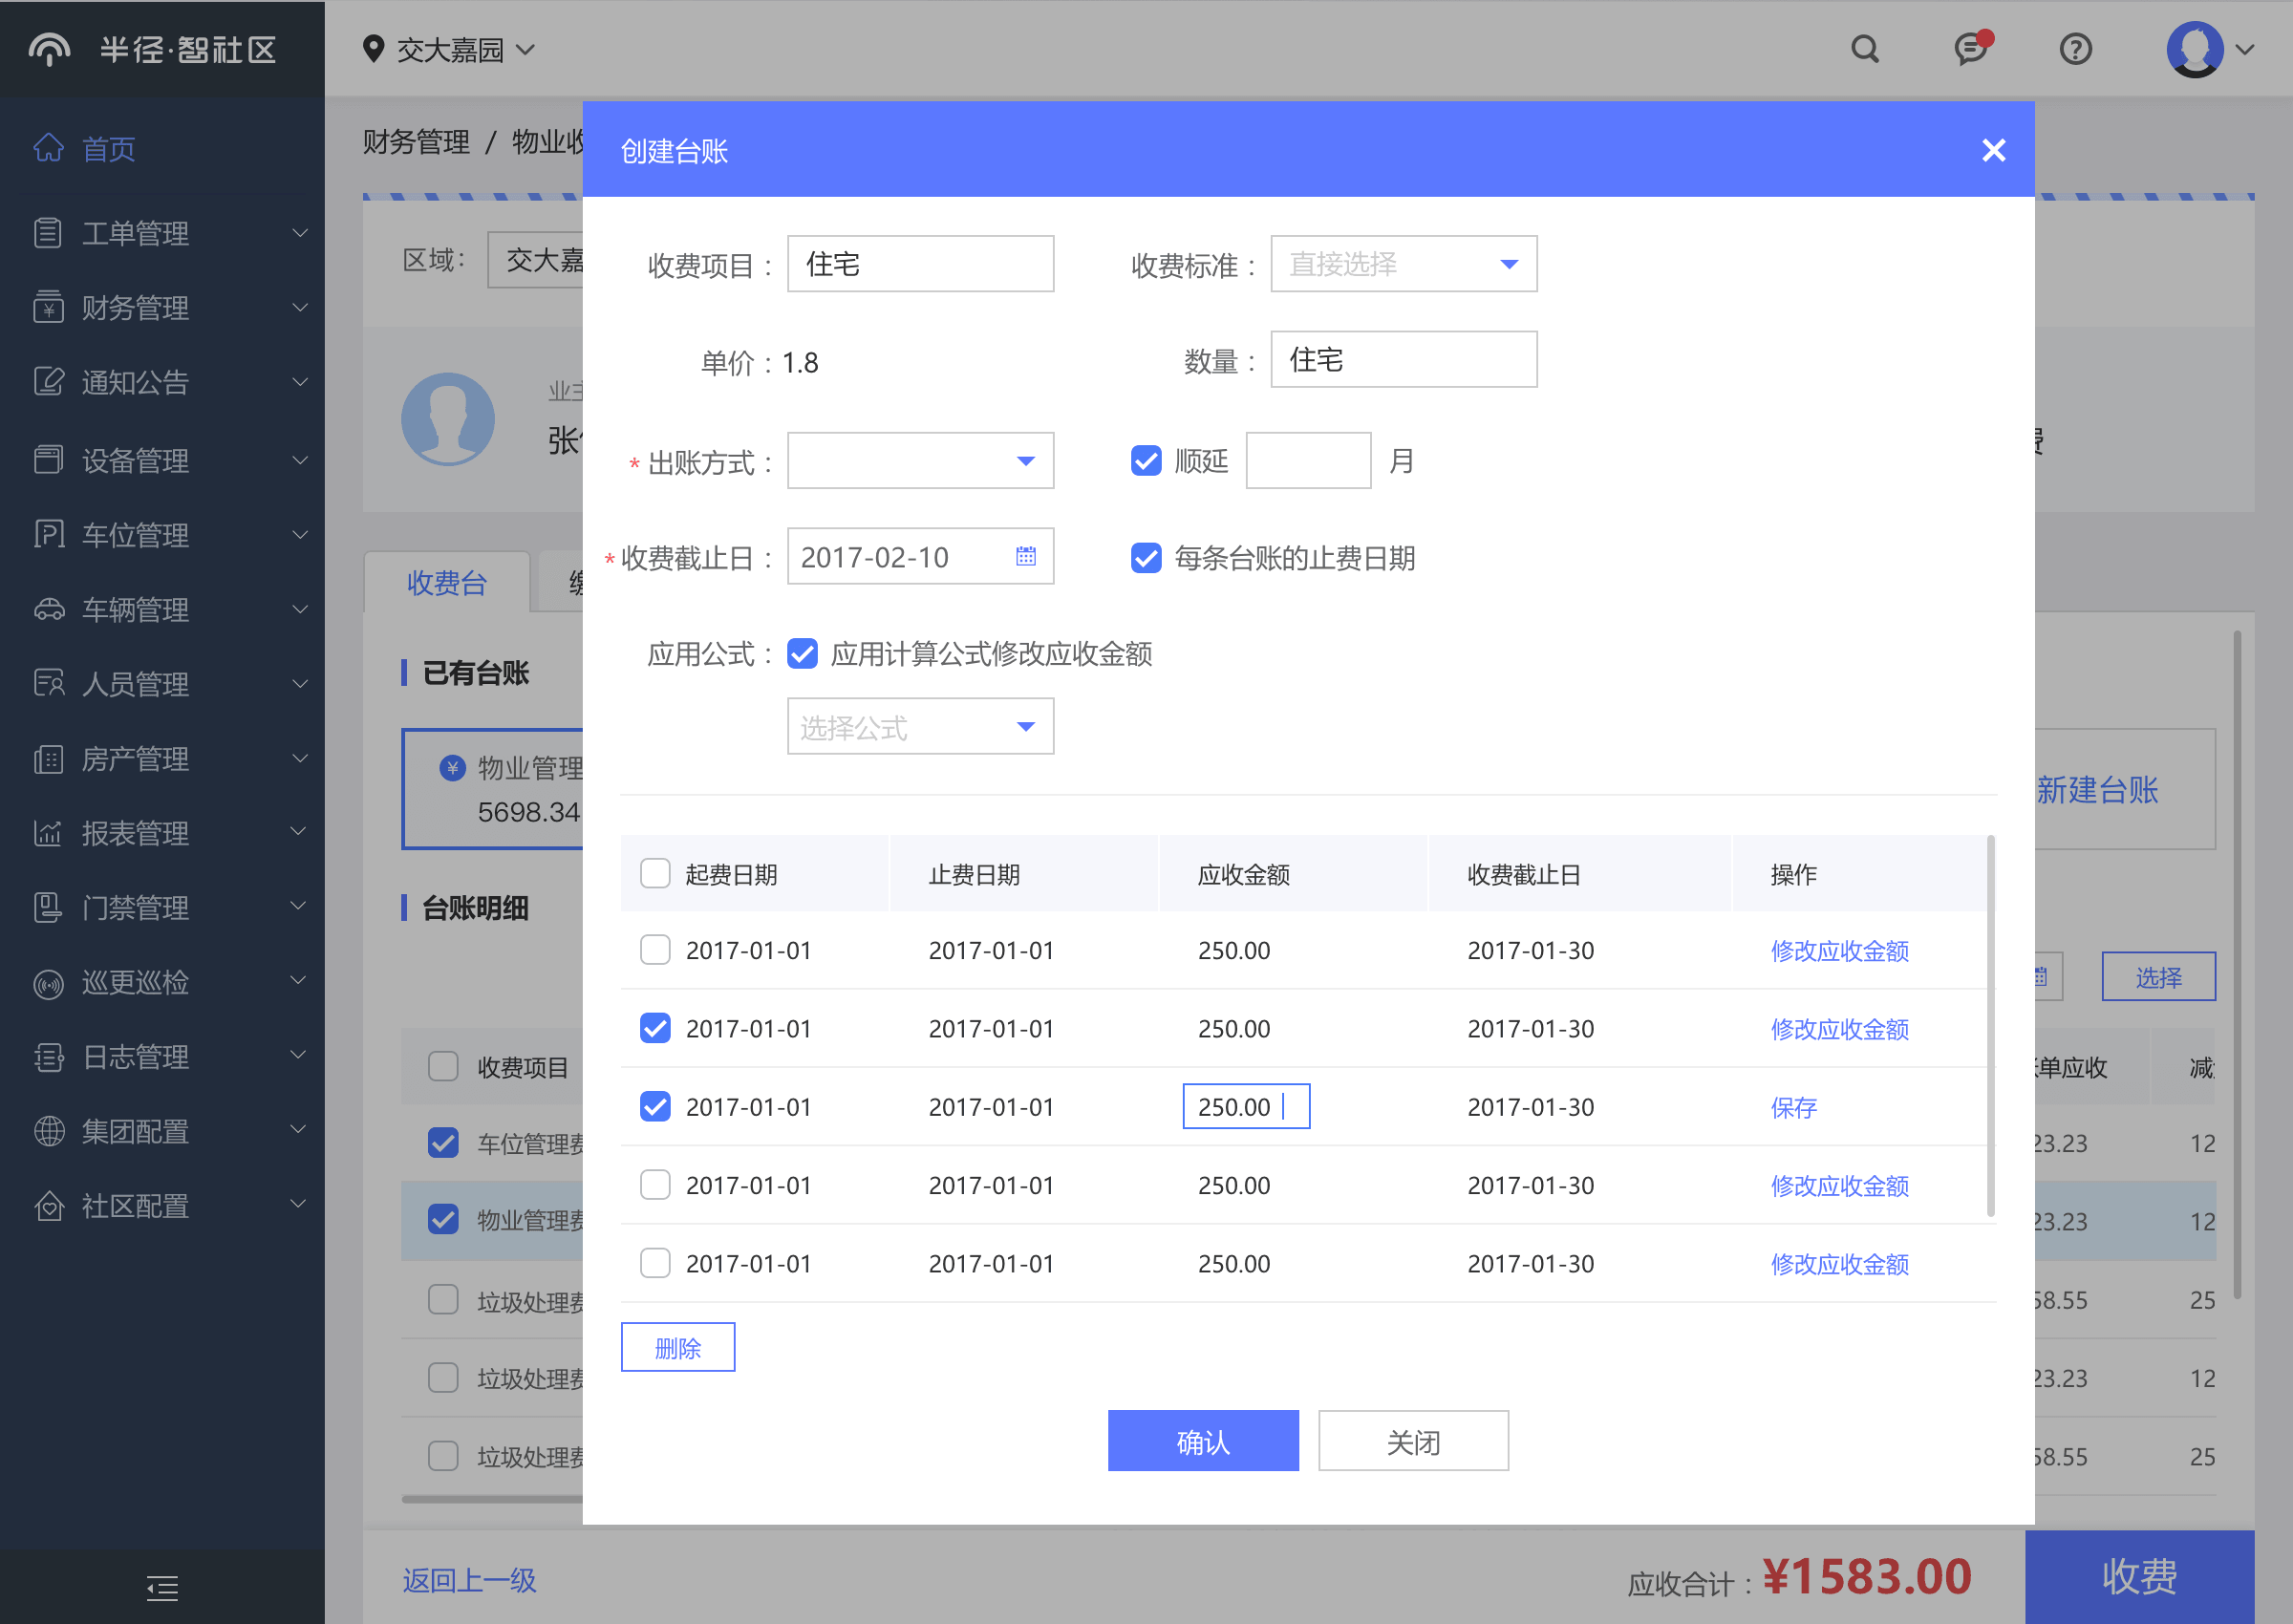 半径·智社区
交大嘉园
首页
工单管理
财务管理
通知公告
设备管理
车位管理
车辆管理
人员管理
房产管理
报表管理
门禁管理
巡更巡检
日志管理
集团配置
社区配置
财务管理 / 物业收
区域：
交大嘉
业主
张
收费台
已有台账
¥ 物业管理
5698.34
新建台账
台账明细
选择
收费项目
账单应收
车位管理费
23.23
12
物业管理费
23.23
12
垃圾处理费
58.55
25
垃圾处理费
23.23
12
垃圾处理费
58.55
25
创建台账
收费项目：
住宅
收费标准：
直接选择
单价：1.8
数量：
住宅
* 出账方式：
顺延
月
* 收费截止日：
2017-02-10
每条台账的止费日期
应用公式：
应用计算公式修改应收金额
选择公式
起费日期 止费日期 应收金额 收费截止日 操作
2017-01-01 2017-01-01 250.00 2017-01-30 修改应收金额
2017-01-01 2017-01-01 250.00 2017-01-30 修改应收金额
2017-01-01 2017-01-01 250.00 2017-01-30 保存
2017-01-01 2017-01-01 250.00 2017-01-30 修改应收金额
2017-01-01 2017-01-01 250.00 2017-01-30 修改应收金额
删除
确认
关闭
返回上一级
应收合计：¥1583.00
收费